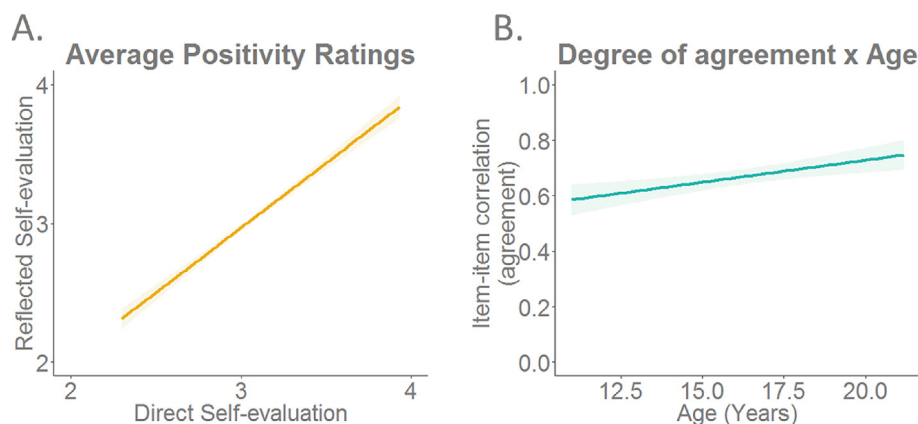 A.
Average Positivity Ratings
4
3
2
Reflected Self-evaluation
2 3 4
Direct Self-evaluation
B.
Degree of agreement x Age
1.0
0.8
0.6
0.4
0.2
0.0
Item-item correlation
(agreement)
12.5 15.0 17.5 20.0
Age (Years)